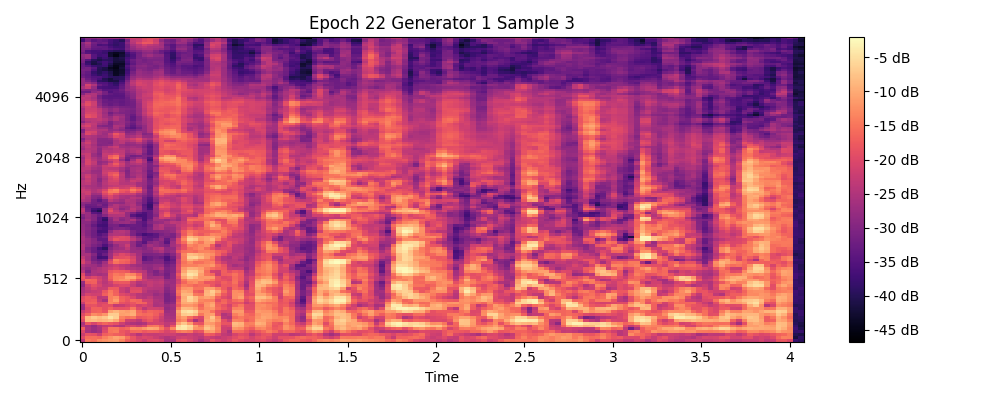 Epoch 22 Generator 1 Sample 3
Hz
4096
2048
1024
512
0
0
0.5
1
1.5
2
2.5
3
3.5
4
Time
-5 dB
-10 dB
-15 dB
-20 dB
-25 dB
-30 dB
-35 dB
-40 dB
-45 dB